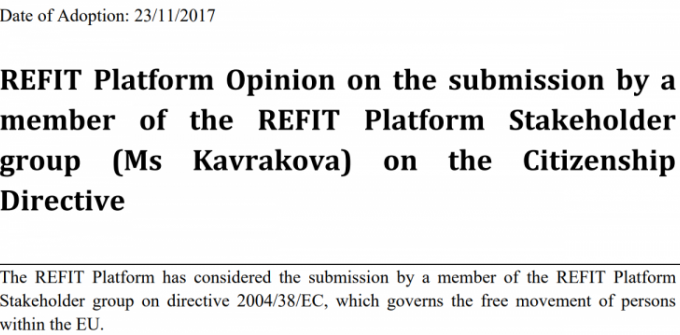 Date of Adoption: 23/11/2017
REFIT Platform Opinion on the submission by a
member of the REFIT Platform Stakeholder
group (Ms Kavrakova) on the Citizenship
Directive
The REFIT Platform has considered the submission by a member of the REFIT Platform
Stakeholder group on directive 2004/38/EC, which governs the free movement of persons
within the EU.